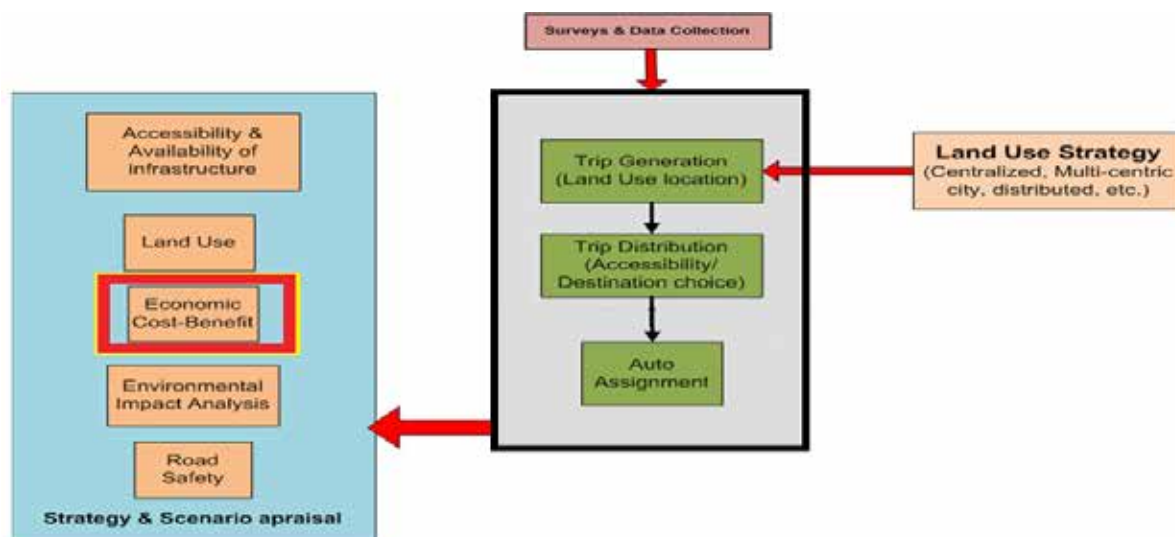 Surveys & Data Collection
Accessibility &
Availability of
infrastructure
Land Use
Economic
Cost-Benefit
Environmental
Impact Analysis
Road
Safety
Strategy & Scenario apraisal
Trip Generation
(Land Use location)
Trip Distribution
(Accessibility/
Destination choice)
Auto
Assignment
Land Use Strategy
(Centralized, Multi-centric
city, distributed, etc.)